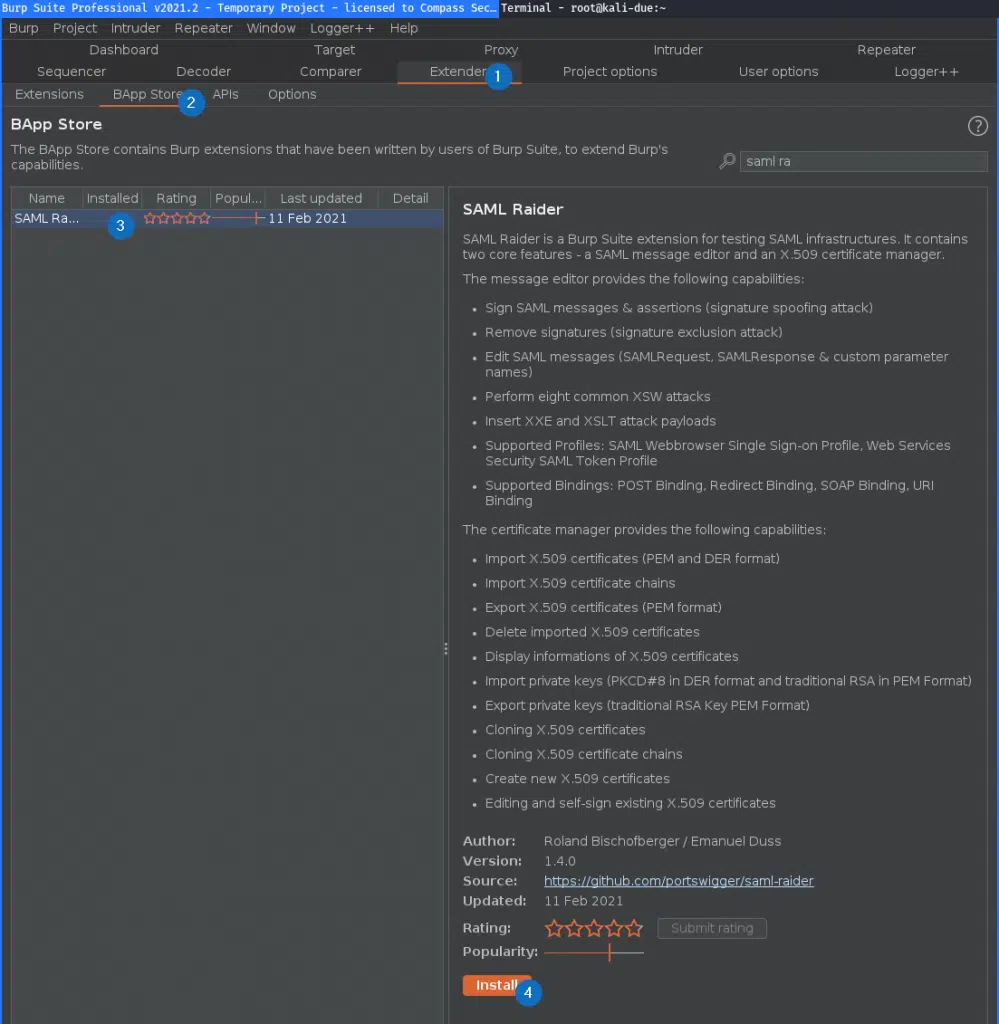 Burp Suite Professional v2021.2 - Temporary Project - licensed to Compass Sec… Terminal - root@kali-due:~
Burp Project Intruder Repeater Window Logger++ Help
Dashboard Target Proxy Intruder Repeater
Sequencer Decoder Comparer Extender 1 Project options User options Logger++
Extensions BApp Store 2 APIs Options
BApp Store
?
The BApp Store contains Burp extensions that have been written by users of Burp Suite, to extend Burp's
capabilities.
saml ra
Name Installed Rating Popul... Last updated Detail
SAML Ra... 3 11 Feb 2021
SAML Raider
SAML Raider is a Burp Suite extension for testing SAML infrastructures. It contains
two core features - a SAML message editor and an X.509 certificate manager.
The message editor provides the following capabilities:
• Sign SAML messages & assertions (signature spoofing attack)
• Remove signatures (signature exclusion attack)
• Edit SAML messages (SAMLRequest, SAMLResponse & custom parameter
names)
• Perform eight common XSW attacks
• Insert XXE and XSLT attack payloads
• Supported Profiles: SAML Webbrowser Single Sign-on Profile, Web Services
Security SAML Token Profile
• Supported Bindings: POST Binding, Redirect Binding, SOAP Binding, URI
Binding
The certificate manager provides the following capabilities:
• Import X.509 certificates (PEM and DER format)
• Import X.509 certificate chains
• Export X.509 certificates (PEM format)
• Delete imported X.509 certificates
• Display informations of X.509 certificates
• Import private keys (PKCD#8 in DER format and traditional RSA in PEM Format)
• Export private keys (traditional RSA Key PEM Format)
• Cloning X.509 certificates
• Cloning X.509 certificate chains
• Create new X.509 certificates
• Editing and self-sign existing X.509 certificates
Author: Roland Bischofberger / Emanuel Duss
Version: 1.4.0
Source: https://github.com/portswigger/saml-raider
Updated: 11 Feb 2021
Rating: Submit rating
Popularity:
Install 4